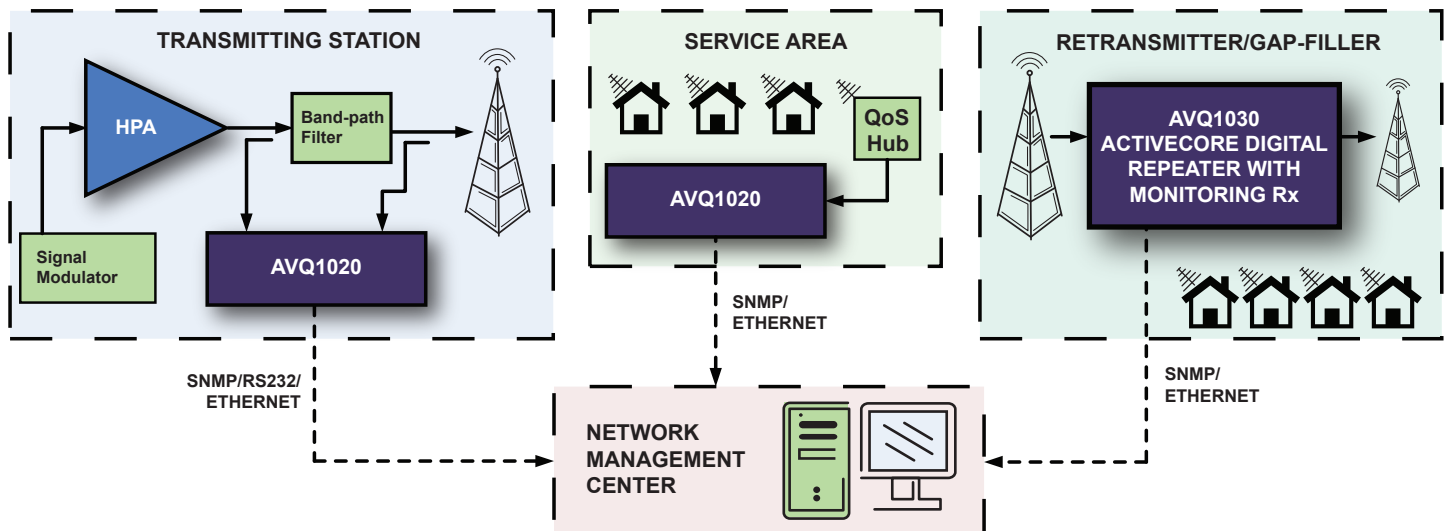 TRANSMITTING STATION
HPA
Band-path
Filter
Signal
Modulator
AVQ1020
SNMP/RS232/
ETHERNET
SERVICE AREA
QoS
Hub
AVQ1020
SNMP/
ETHERNET
RETRANSMITTER/GAP-FILLER
AVQ1030
ACTIVECORE DIGITAL
REPEATER WITH
MONITORING Rx
SNMP/
ETHERNET
NETWORK
MANAGEMENT
CENTER